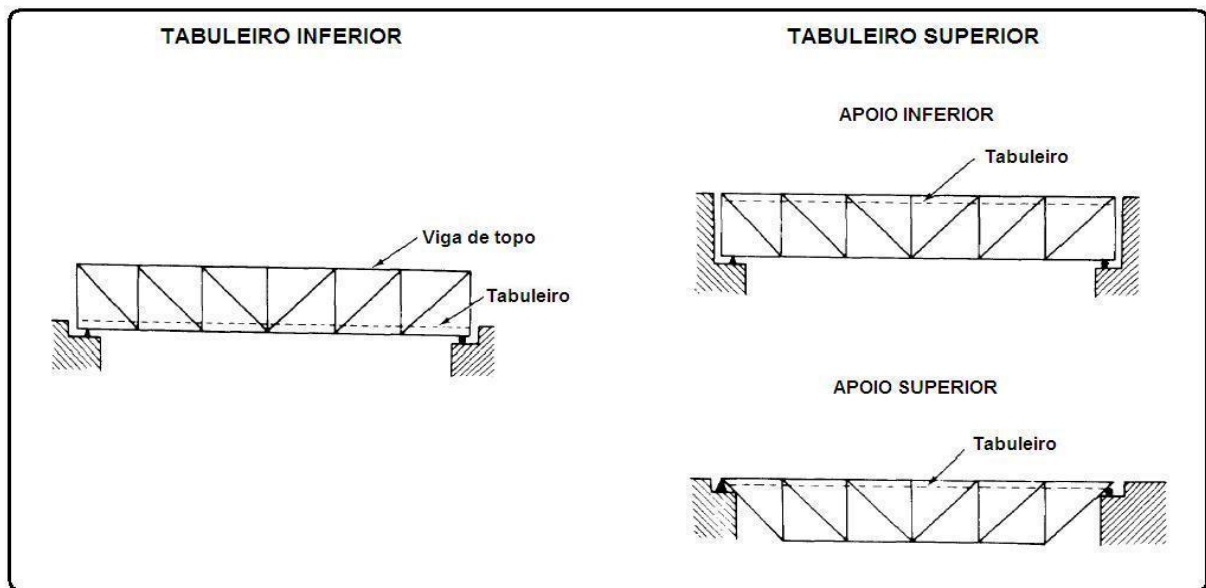 TABULEIRO INFERIOR
Viga de topo
Tabuleiro
TABULEIRO SUPERIOR
APOIO INFERIOR
Tabuleiro
APOIO SUPERIOR
Tabuleiro